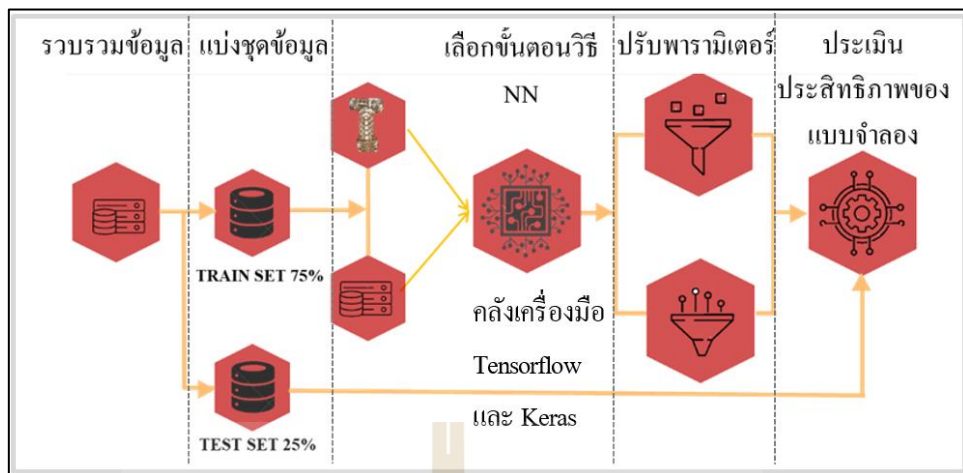 รวบรวมข้อมูล
แบ่งชุดข้อมูล
เลือกขั้นตอนวิธี
NN
ปรับพารามิเตอร์
ประเมิน
ประสิทธิภาพของ
แบบจำลอง
TRAIN SET 75%
คลังเครื่องมือ
Tensorflow
และ Keras
TEST SET 25%